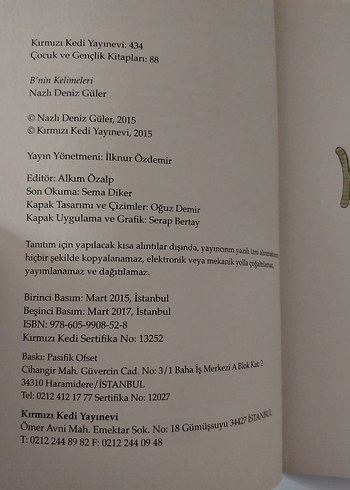 Kırmızı Kedi Yayınevi: 434
Çocuk ve Gençlik Kitapları: 88
B'nin Kelimeleri
Nazlı Deniz Güler
© Nazlı Deniz Güler, 2015
© Kırmızı Kedi Yayınevi, 2015
Yayın Yönetmeni: İlknur Özdemir
Editör: Alkım Özalp
Son Okuma: Sema Diker
Kapak Tasarımı ve Çizimler: Oğuz Demir
Kapak Uygulama ve Grafik: Serap Bertay
Tanıtım için yapılacak kısa alıntılar dışında, yayıncının yazılı izni alınmaksızın
hiçbir şekilde kopyalanamaz, elektronik veya mekanik yolla çoğaltılamaz,
yayımlanamaz ve dağıtılamaz.
Birinci Basım: Mart 2015, İstanbul
Beşinci Basım: Mart 2017, İstanbul
ISBN: 978-605-9908-52-8
Kırmızı Kedi Sertifika No: 13252
Baskı: Pasifik Ofset
Cihangir Mah. Güvercin Cad. No: 3/1 Baha İş Merkezi A Blok Kat: 2
34310 Haramidere/İSTANBUL
Tel: 0212 412 17 77 Sertifika No: 12027
Kırmızı Kedi Yayınevi
Ömer Avni Mah. Emektar Sok. No: 18 Gümüşsuyu 34427 İSTANBUL
T: 0212 244 89 82 F: 0212 244 09 48